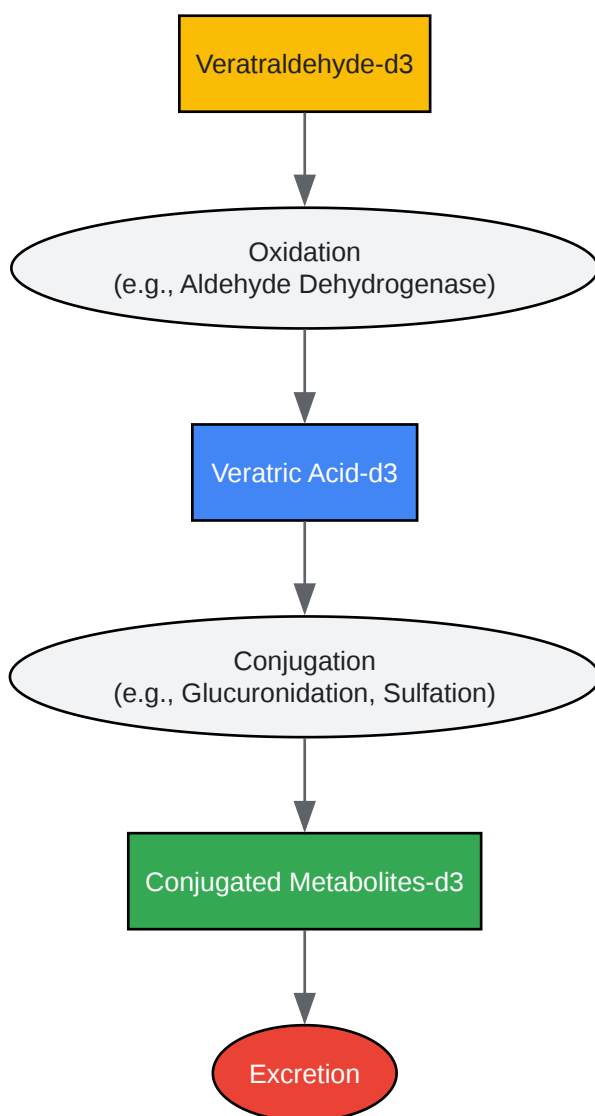 Veratraldehyde-d3
Oxidation
(e.g., Aldehyde Dehydrogenase)
Veratric Acid-d3
Conjugation
(e.g., Glucuronidation, Sulfation)
Conjugated Metabolites-d3
Excretion